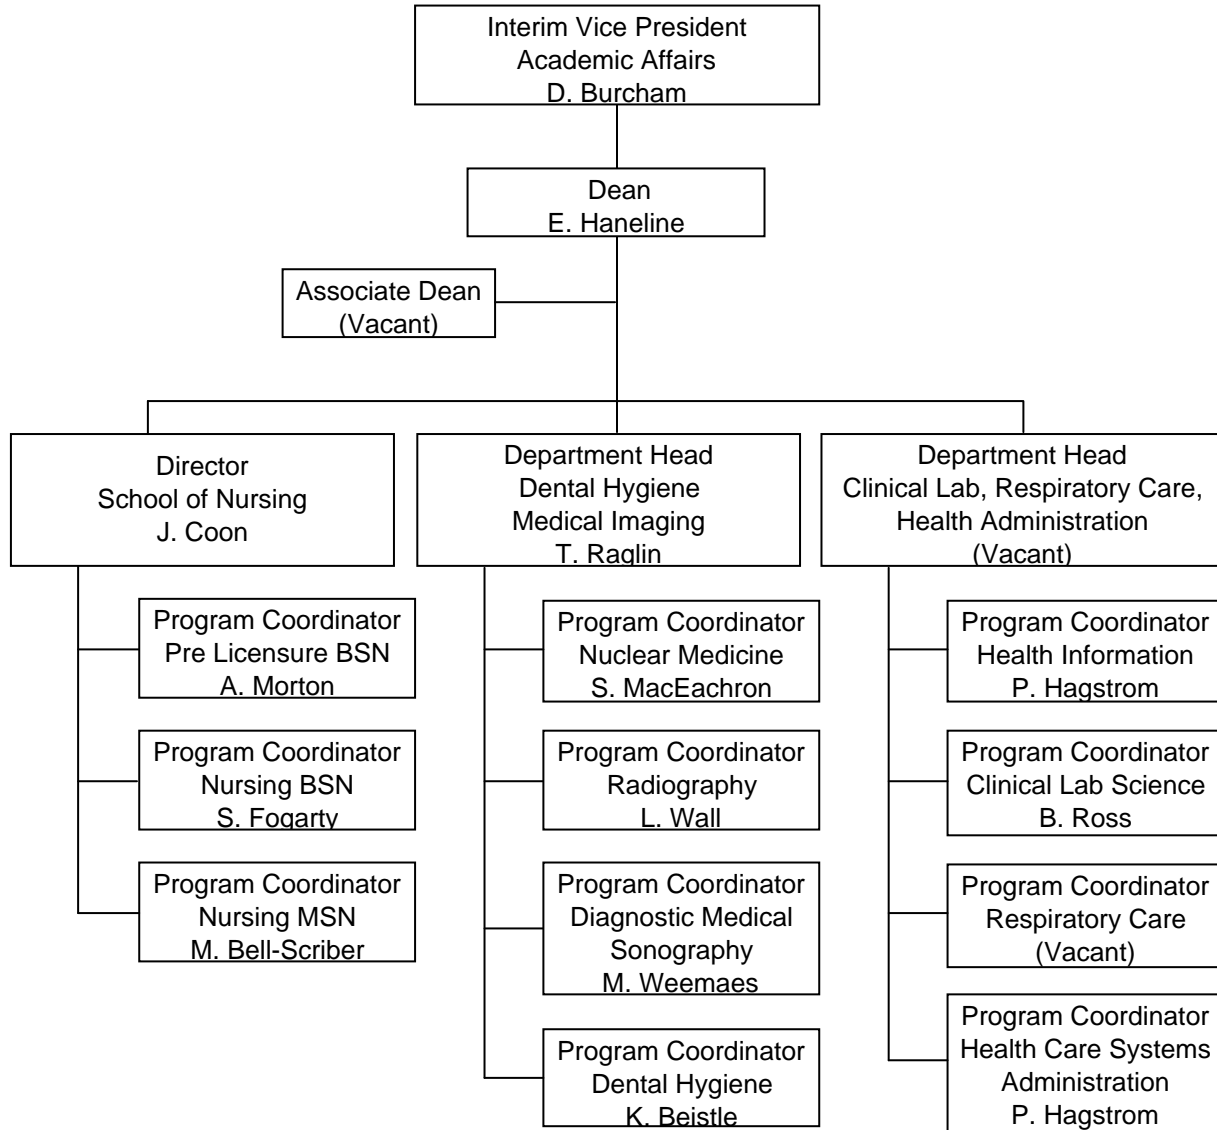 Interim Vice President
Academic Affairs
D. Burcham
Dean
E. Haneline
Associate Dean
(Vacant)
Director
School of Nursing
J. Coon
Department Head
Dental Hygiene
Medical Imaging
T. Raglin
Department Head
Clinical Lab, Respiratory Care,
Health Administration
(Vacant)
Program Coordinator
Pre Licensure BSN
A. Morton
Program Coordinator
Nursing BSN
S. Fogarty
Program Coordinator
Nursing MSN
M. Bell-Scriber
Program Coordinator
Nuclear Medicine
S. MacEachron
Program Coordinator
Radiography
L. Wall
Program Coordinator
Diagnostic Medical
Sonography
M. Weemaes
Program Coordinator
Dental Hygiene
K. Beistle
Program Coordinator
Health Information
P. Hagstrom
Program Coordinator
Clinical Lab Science
B. Ross
Program Coordinator
Respiratory Care
(Vacant)
Program Coordinator
Health Care Systems
Administration
P. Hagstrom